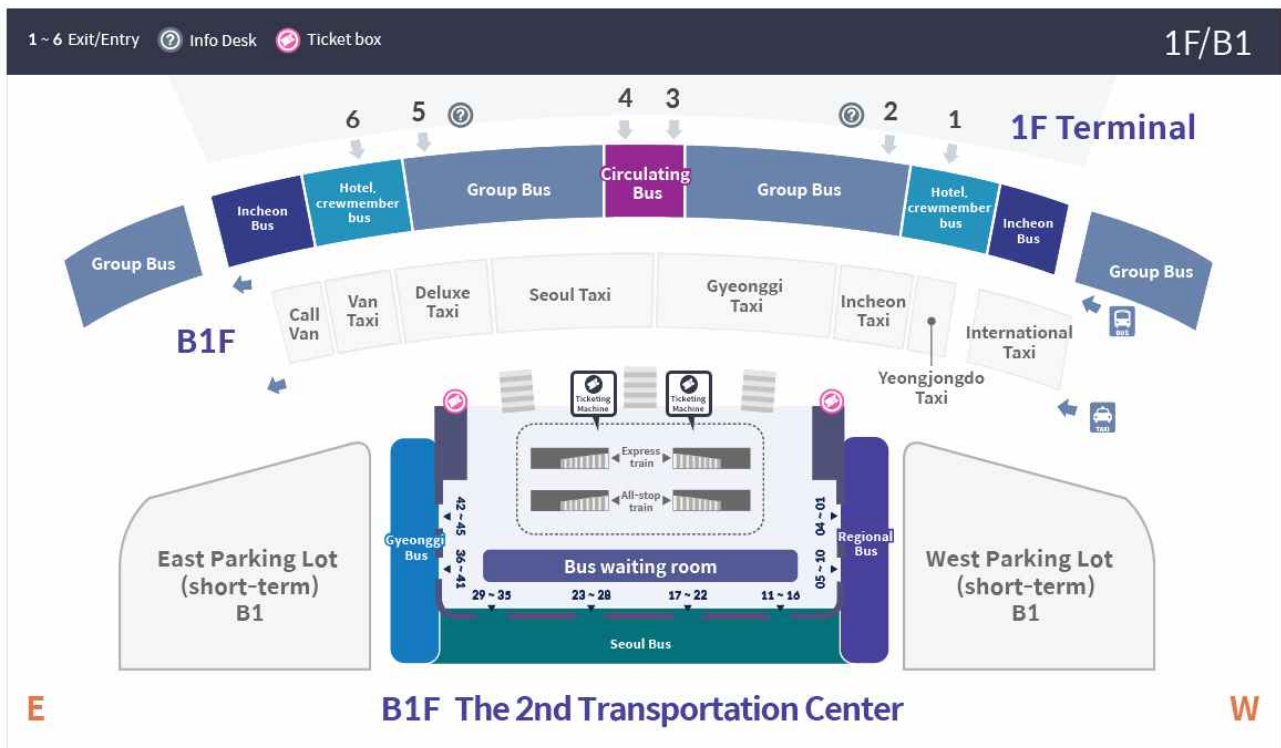 1 ~ 6 Exit/Entry
? Info Desk
Ticket box
1F/B1
6
5
?
4
3
?
2
1
1F Terminal
Group Bus
Incheon
Bus
Hotel,
crewmember
bus
Group Bus
Circulating
Bus
Group Bus
Hotel,
crewmember
bus
Incheon
Bus
Group Bus
BUS
B1F
Call
Van
Van
Taxi
Deluxe
Taxi
Seoul Taxi
Gyeonggi
Taxi
Incheon
Taxi
Yeongjongdo
Taxi
International
Taxi
TAXI
Ticketing
Machine
Ticketing
Machine
Express
train
All-stop
train
42 ~ 45
36 ~ 41
04 ~ 01
05 ~ 10
Gyeonggi
Bus
Regional
Bus
Bus waiting room
29 ~ 35
23 ~ 28
17 ~ 22
11 ~ 16
Seoul Bus
East Parking Lot
(short-term)
B1
West Parking Lot
(short-term)
B1
E
B1F The 2nd Transportation Center
W